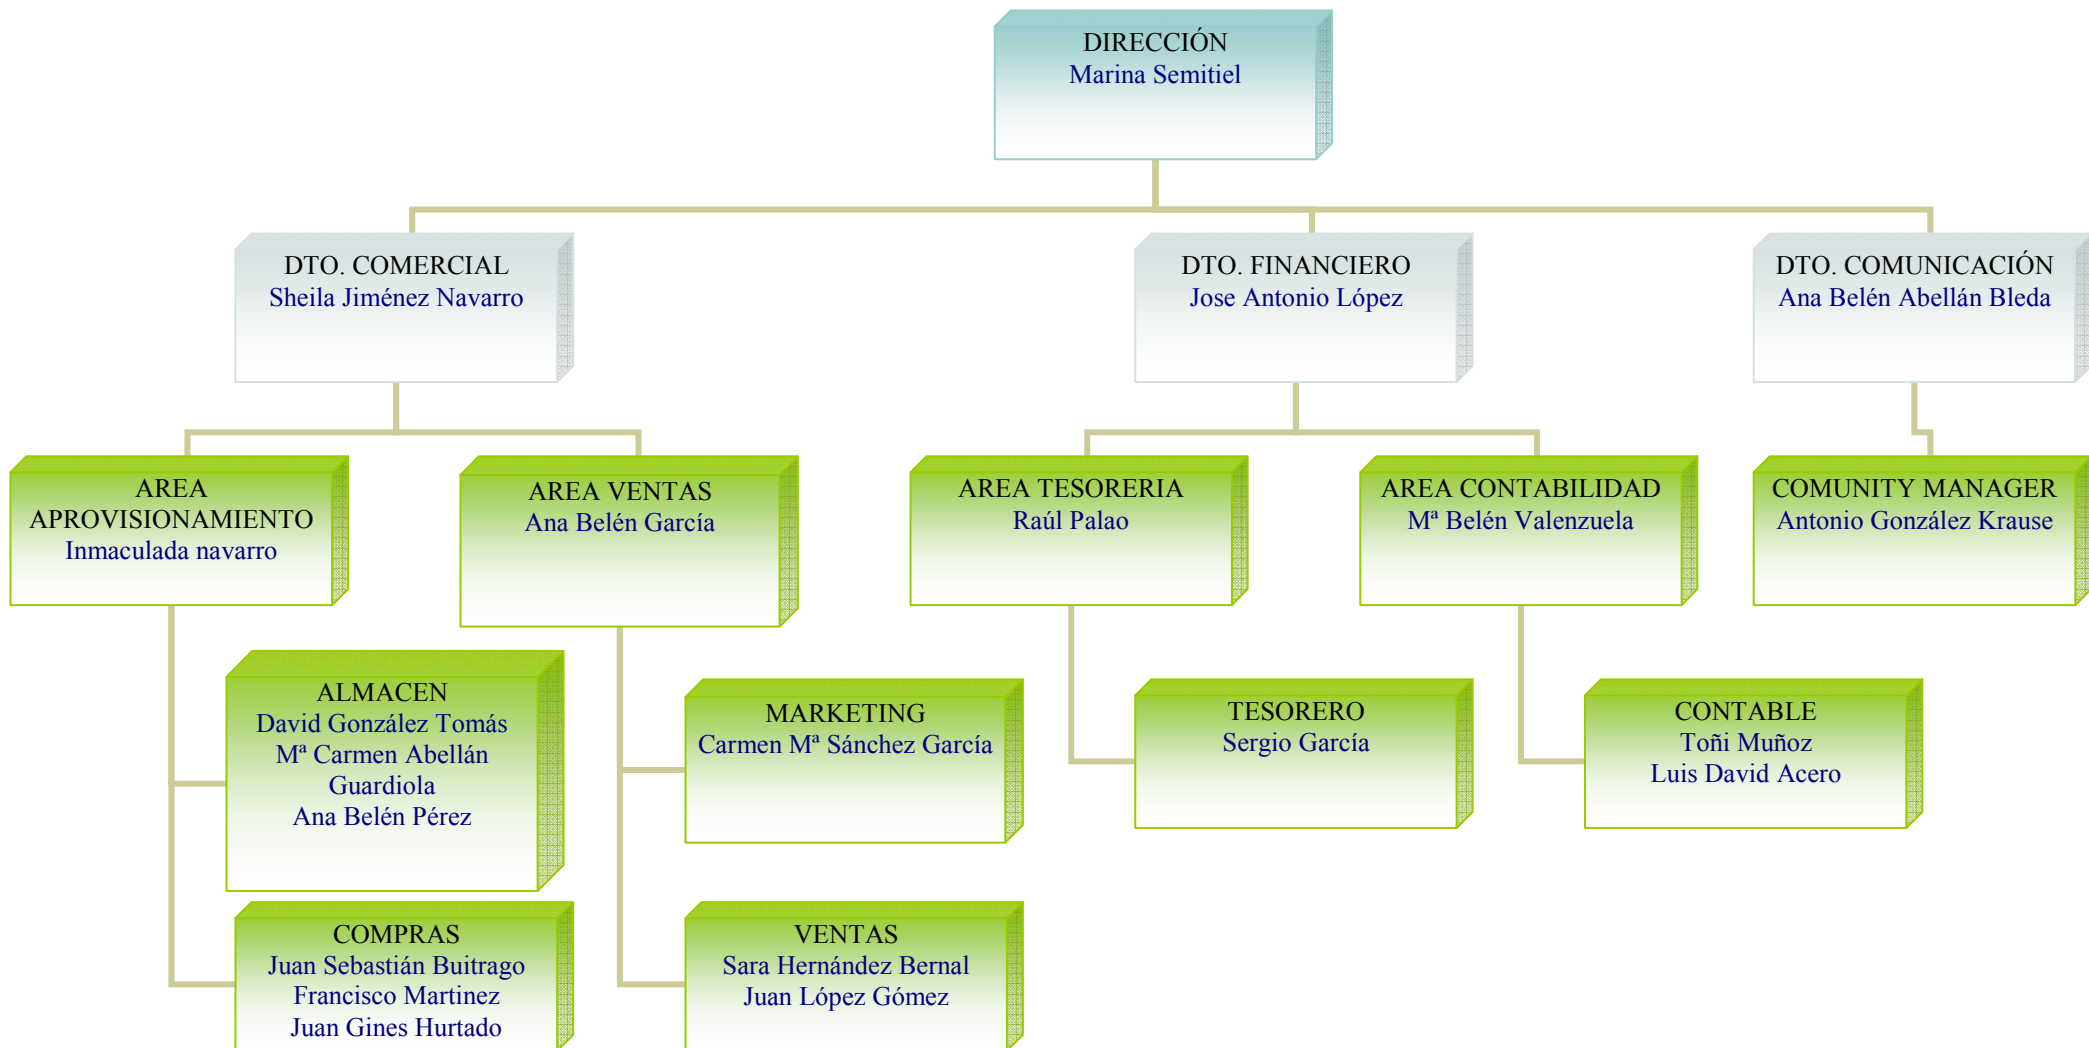 DIRECCIÓN
Marina Semitiel
DTO. COMERCIAL
Sheila Jiménez Navarro
DTO. FINANCIERO
Jose Antonio López
DTO. COMUNICACIÓN
Ana Belén Abellán Bleda
AREA
APROVISIONAMIENTO
Inmaculada navarro
AREA VENTAS
Ana Belén García
AREA TESORERIA
Raúl Palao
AREA CONTABILIDAD
Mª Belén Valenzuela
COMUNITY MANAGER
Antonio González Krause
ALMACEN
David González Tomás
Mª Carmen Abellán
Guardiola
Ana Belén Pérez
MARKETING
Carmen Mª Sánchez García
TESORERO
Sergio García
CONTABLE
Toñi Muñoz
Luis David Acero
COMPRAS
Juan Sebastián Buitrago
Francisco Martinez
Juan Gines Hurtado
VENTAS
Sara Hernández Bernal
Juan López Gómez